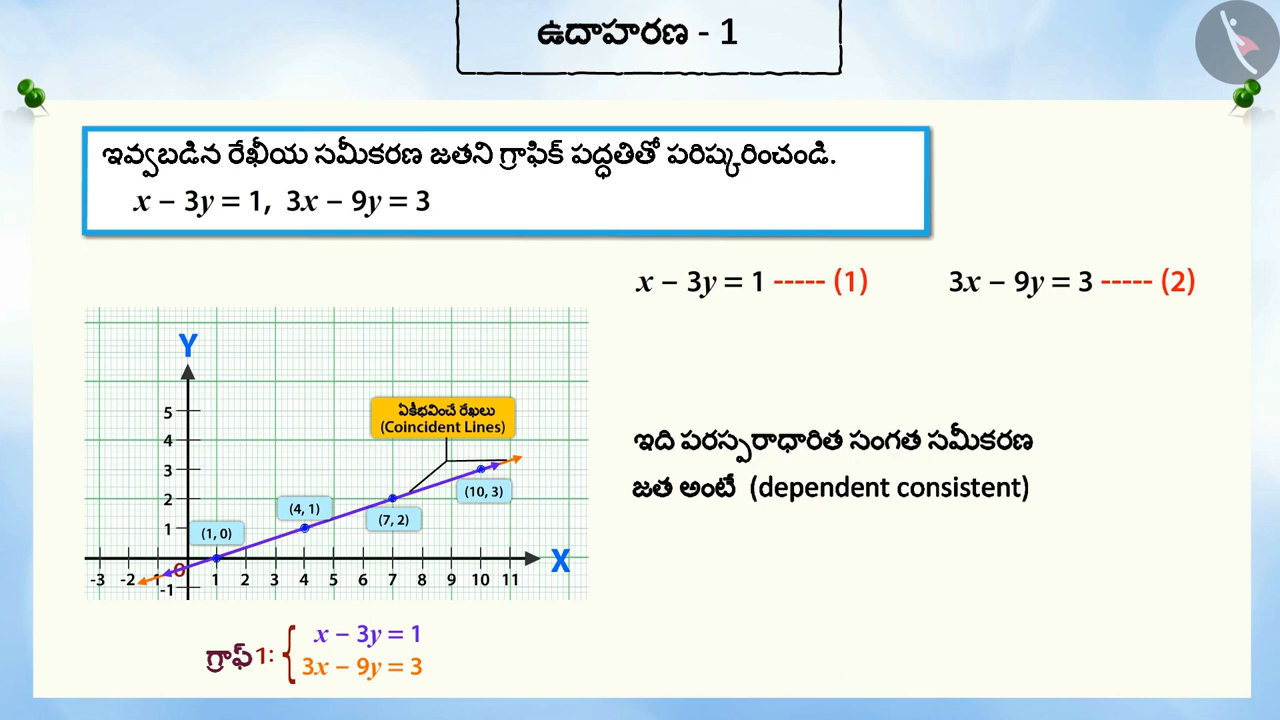 ఉదాహరణ - 1
ఇవ్వబడిన రేఖీయ సమీకరణ జతని గ్రాఫిక్ పద్ధతితో పరిష్కరించండి.
x – 3y = 1, 3x – 9y = 3
x – 3y = 1 ----- (1) 3x – 9y = 3 ----- (2)
Y
5
4
3
2
1
-1
ఏకీభవించే రేఖలు
(Coincident Lines)
(1, 0)
(4, 1)
(7, 2)
(10, 3)
O
X
-3 -2 -1 1 2 3 4 5 6 7 8 9 10 11
ఇది పరస్పరాధారిత సంగత సమీకరణ
జత అంటే (dependent consistent)
గ్రాఫ్ 1: { x – 3y = 1
3x – 9y = 3